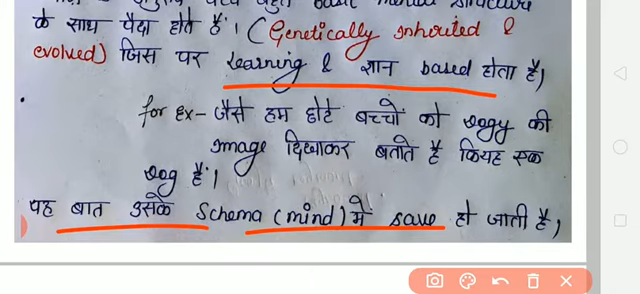 के साथ पैदा होते हैं। (Genetically inherited &
evolved) जिस पर Learning & ज्ञान based होता है,
for Ex- जैसे हम छोटे बच्चों को dogy की
image दिखाकर बताते है कि यह एक
dog हैं।
यह बात उसके Schema (mind) में save हो जाती है,